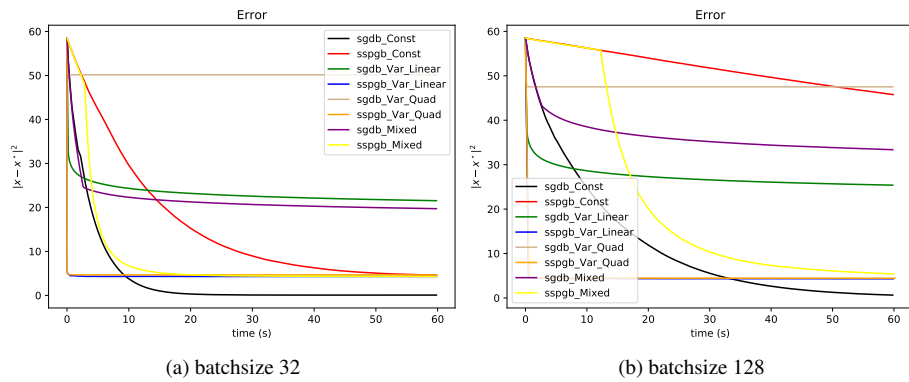 Error
60
50
40
30
20
10
0
|x − x*|²
sgdb_Const
sspgb_Const
sgdb_Var_Linear
sspgb_Var_Linear
sgdb_Var_Quad
sspgb_Var_Quad
sgdb_Mixed
sspgb_Mixed
0 10 20 30 40 50 60
time (s)
(a) batchsize 32
Error
60
50
40
30
20
10
0
|x − x*|²
sgdb_Const
sspgb_Const
sgdb_Var_Linear
sspgb_Var_Linear
sgdb_Var_Quad
sspgb_Var_Quad
sgdb_Mixed
sspgb_Mixed
0 10 20 30 40 50 60
time (s)
(b) batchsize 128